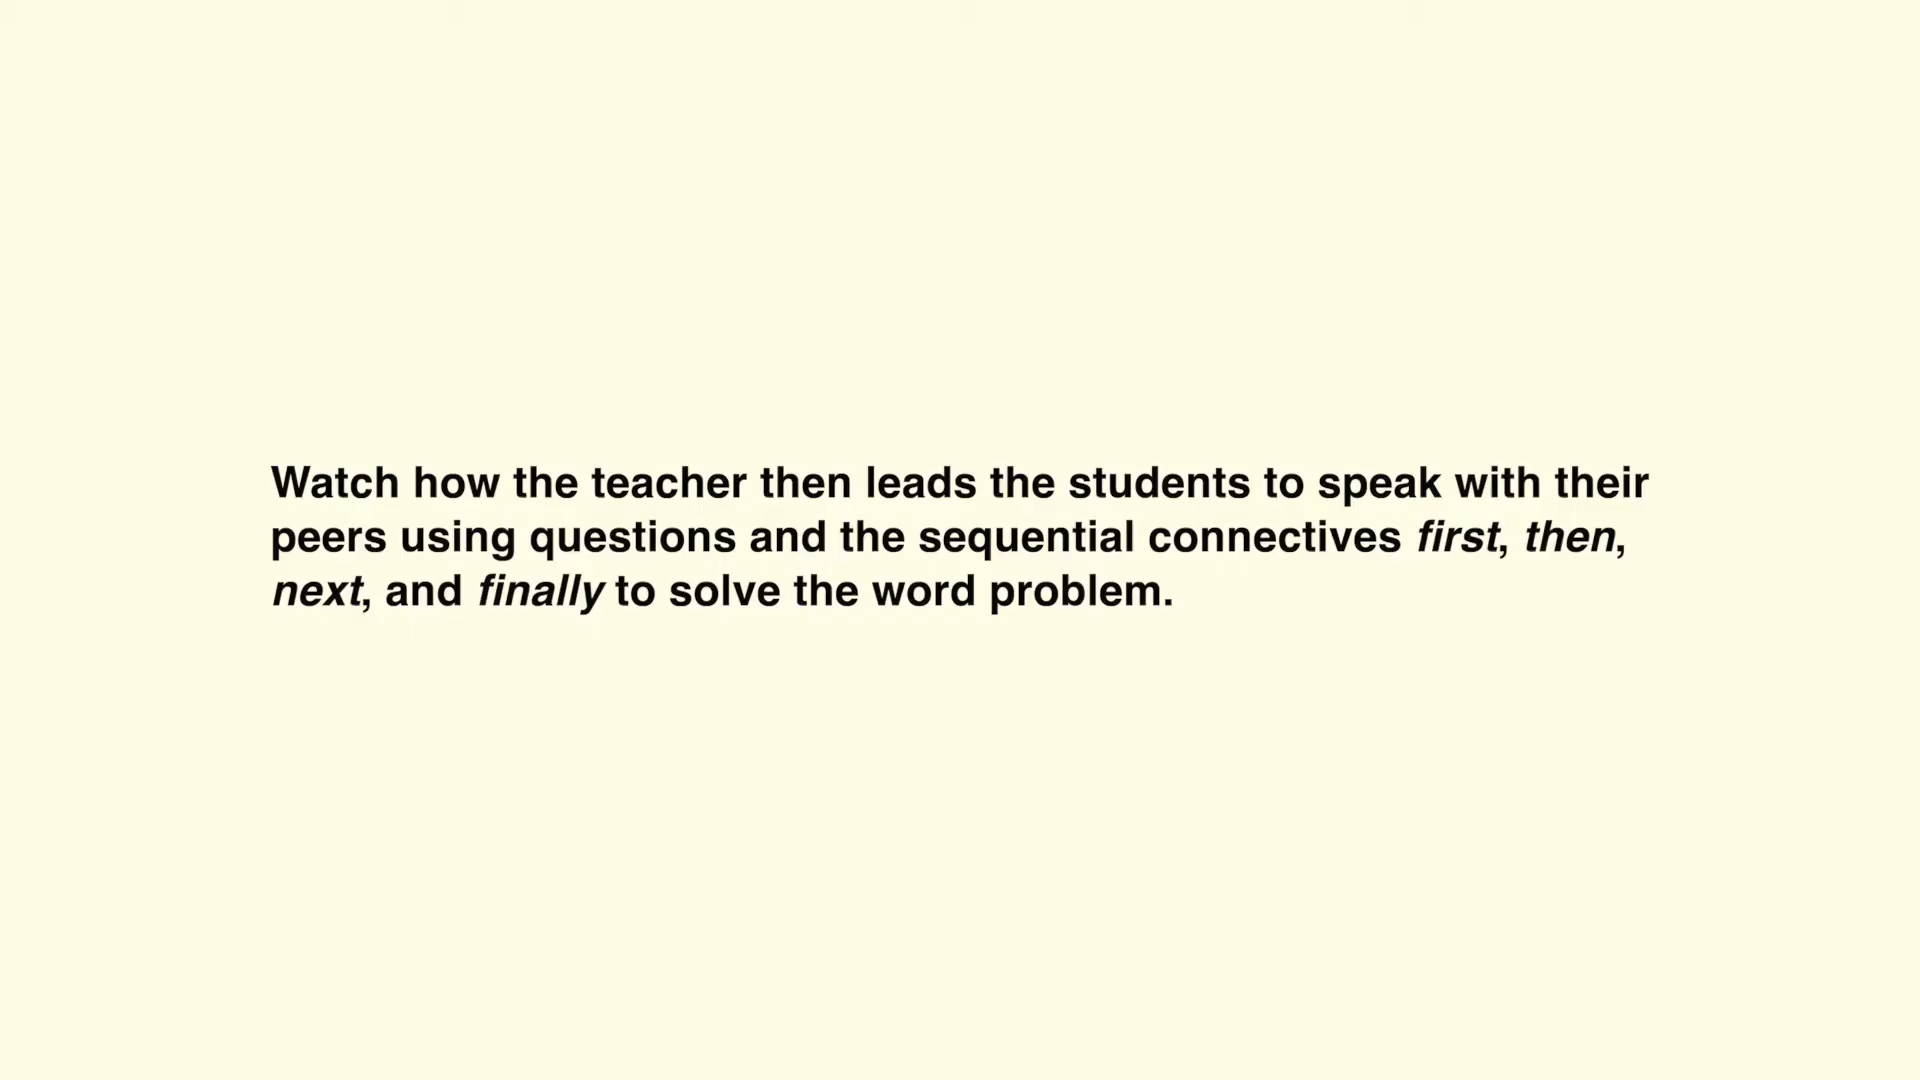 Watch how the teacher then leads the students to speak with their
peers using questions and the sequential connectives first, then,
next, and finally to solve the word problem.